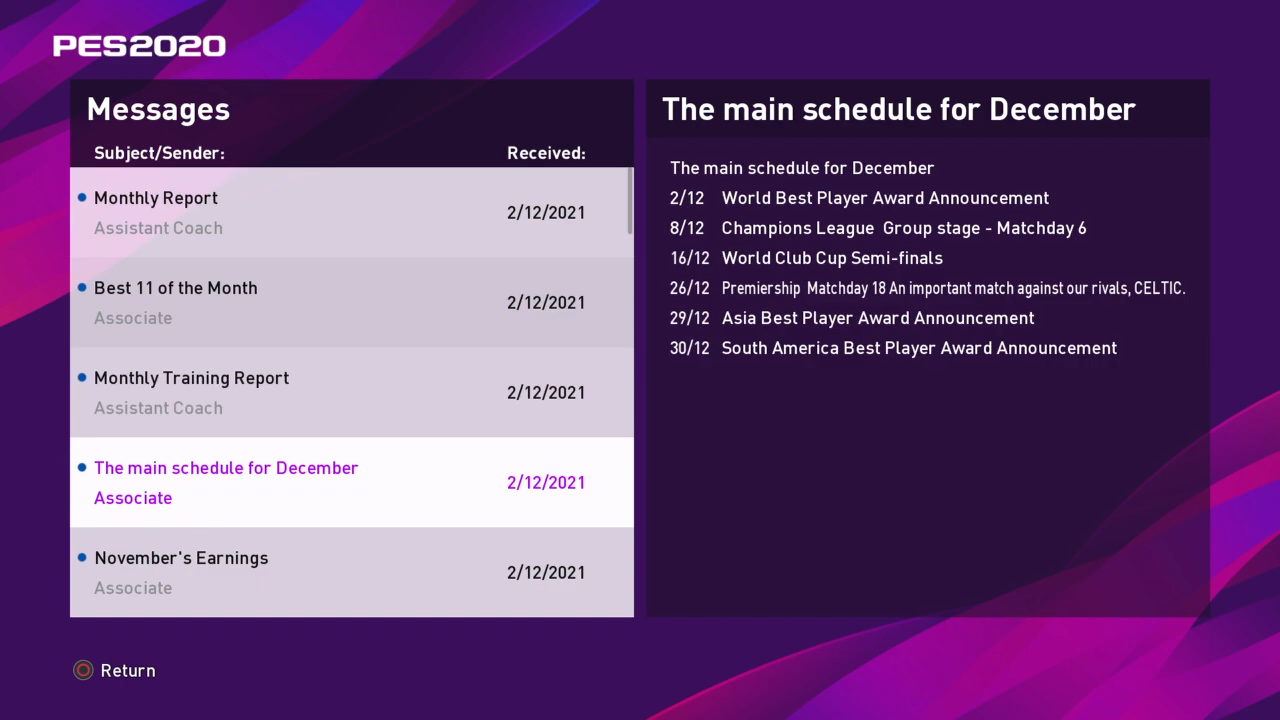 PES2020
Messages
Subject/Sender: Received:
Monthly Report
Assistant Coach
2/12/2021
Best 11 of the Month
Associate
2/12/2021
Monthly Training Report
Assistant Coach
2/12/2021
The main schedule for December
Associate
2/12/2021
November's Earnings
Associate
2/12/2021
The main schedule for December
The main schedule for December
2/12 World Best Player Award Announcement
8/12 Champions League Group stage - Matchday 6
16/12 World Club Cup Semi-finals
26/12 Premiership Matchday 18 An important match against our rivals, CELTIC.
29/12 Asia Best Player Award Announcement
30/12 South America Best Player Award Announcement
Return